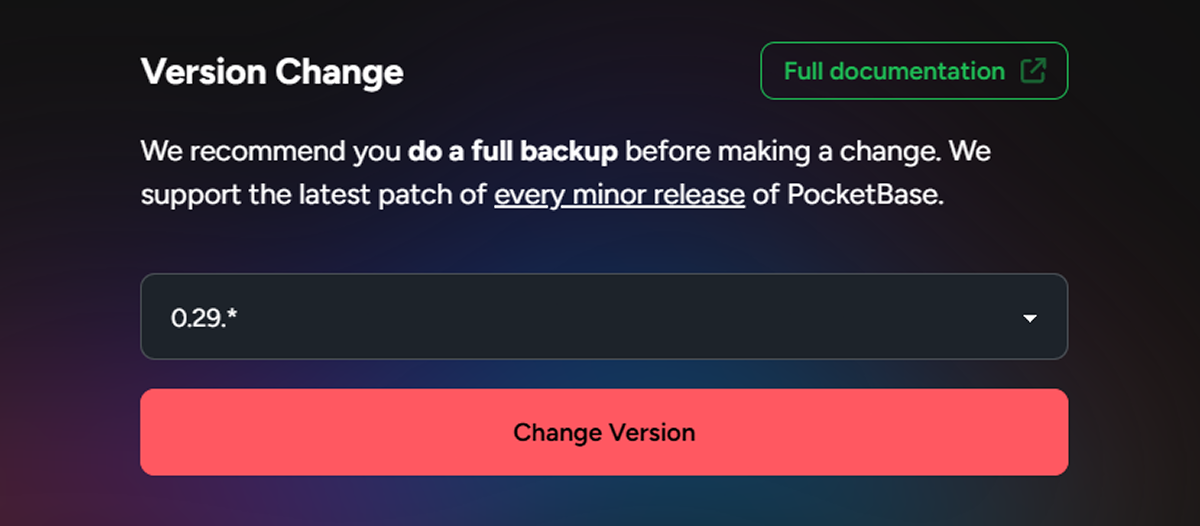 Version Change
Full documentation
We recommend you do a full backup before making a change. We
support the latest patch of every minor release of PocketBase.
0.29.*
Change Version